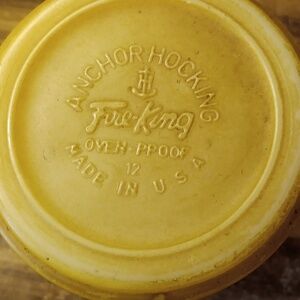 ANCHOR HOCKING
Fire-King
OVEN-PROOF
12
MADE IN U.S.A